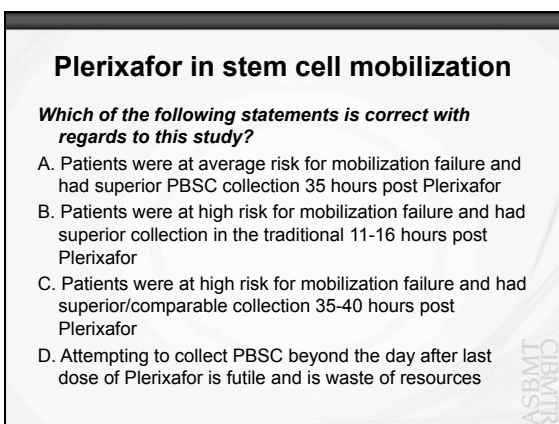 Plerixafor in stem cell mobilization
Which of the following statements is correct with
regards to this study?
A. Patients were at average risk for mobilization failure and
had superior PBSC collection 35 hours post Plerixafor
B. Patients were at high risk for mobilization failure and had
superior collection in the traditional 11-16 hours post
Plerixafor
C. Patients were at high risk for mobilization failure and had
superior/comparable collection 35-40 hours post
Plerixafor
D. Attempting to collect PBSC beyond the day after last
dose of Plerixafor is futile and is waste of resources
CIBMTR
ASBMT